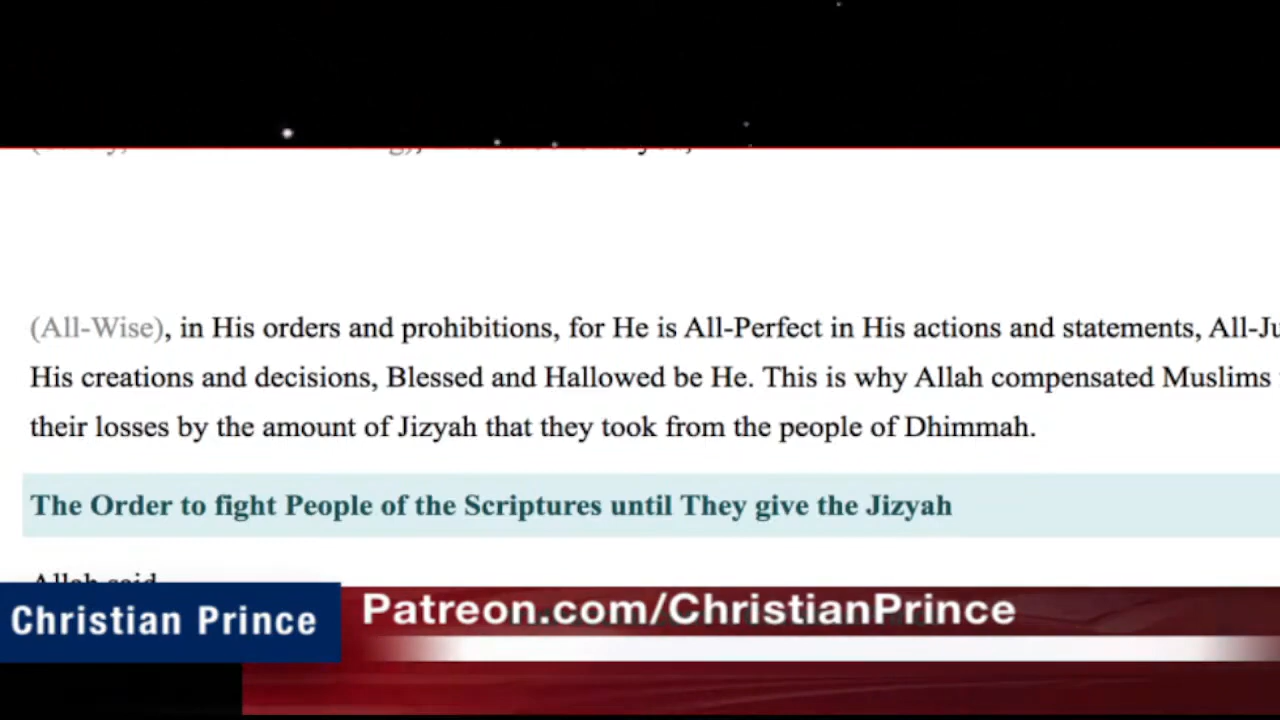 (All-Wise), in His orders and prohibitions, for He is All-Perfect in His actions and statements,
His creations and decisions, Blessed and Hallowed be He. This is why Allah compensated Muslims
their losses by the amount of Jizyah that they took from the people of Dhimmah.
The Order to fight People of the Scriptures until They give the Jizyah
Allah said
Christian Prince
Patreon.com/ChristianPrince